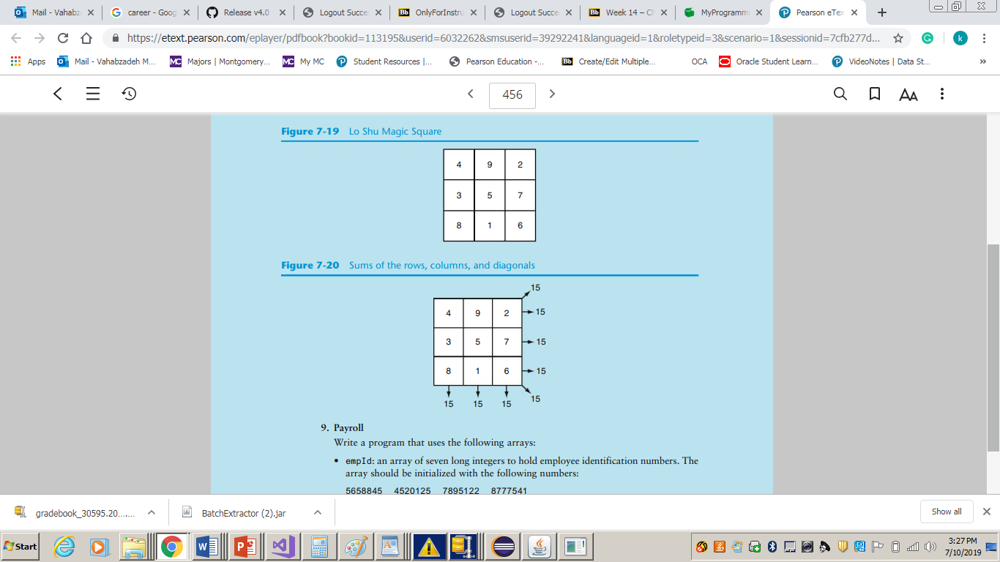 Mail - Vahabz
career - Goog
Release v4.0
Logout Succe
OnlyForInstru
Logout Succe
Week 14 – Ch
MyProgrammi
Pearson eTex
https://etext.pearson.com/eplayer/pdfbook?bookid=113195&userid=6032262&smsuserid=39292241&languageid=1&roletypeid=3&scenario=1&sessionid=7cfb277d...
k
Apps
Mail - Vahabzadeh M...
MC Majors | Montgomery...
MC My MC
Student Resources |...
Pearson Education -...
Bb Create/Edit Multiple...
OCA
Oracle Student Learn...
VideoNotes | Data St...
»
456
AA
Figure 7-19 Lo Shu Magic Square
4 9 2
3 5 7
8 1 6
Figure 7-20 Sums of the rows, columns, and diagonals
15
4 9 2 15
3 5 7 15
8 1 6 15
15 15 15 15
9. Payroll
Write a program that uses the following arrays:
• empId: an array of seven long integers to hold employee identification numbers. The
array should be initialized with the following numbers:
5658845 4520125 7895122 8777541
gradebook_30595.20......
BatchExtractor (2).jar
Show all
Start
3:27 PM
7/10/2019